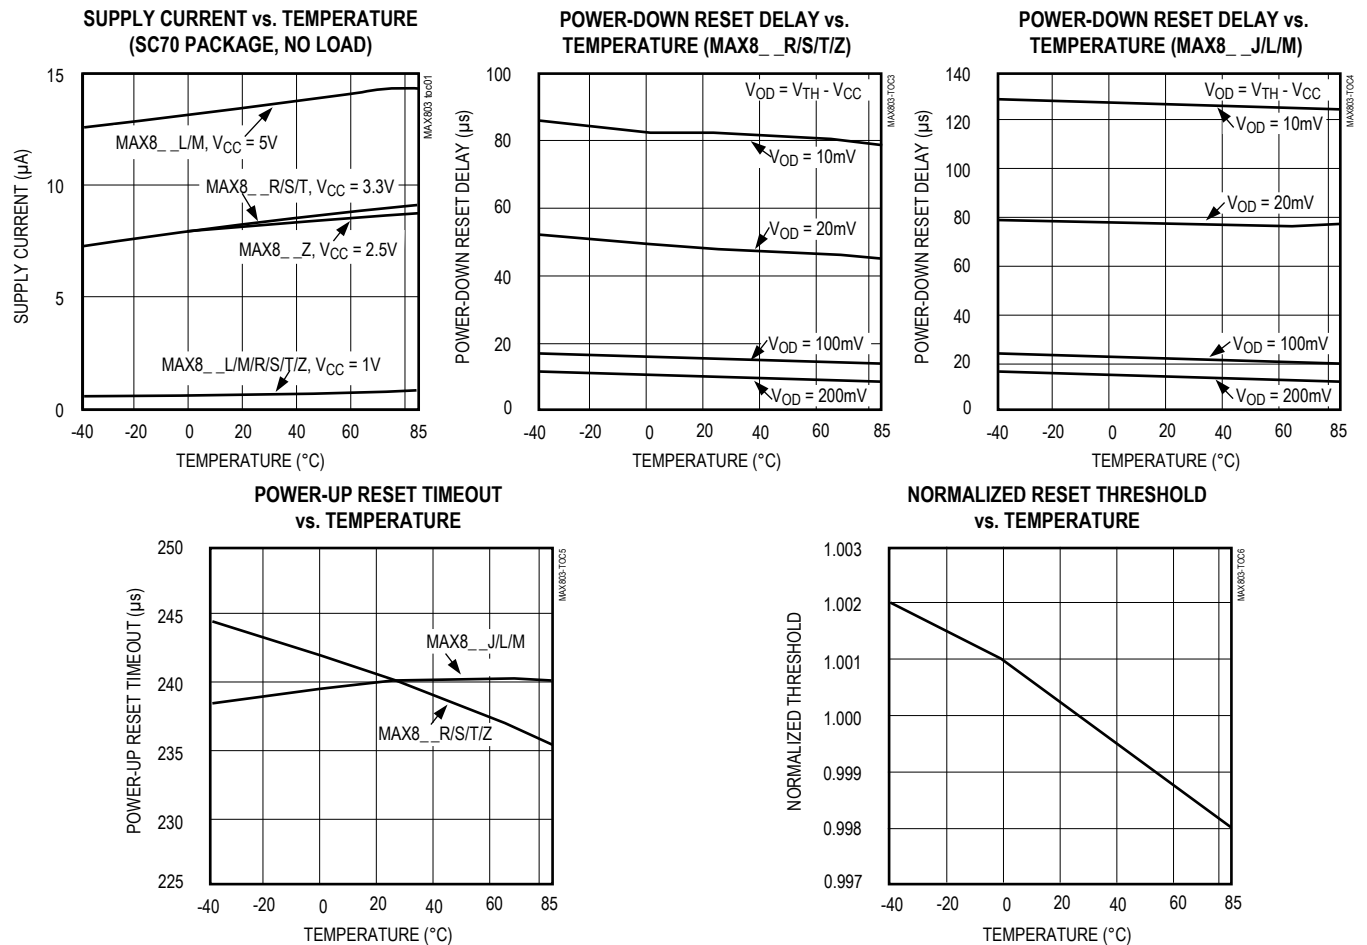 SUPPLY CURRENT vs. TEMPERATURE
(SC70 PACKAGE, NO LOAD)
MAX803 toc01
SUPPLY CURRENT (µA)
15
10
5
0
MAX8_ _L/M, VCC = 5V
MAX8_ _R/S/T, VCC = 3.3V
MAX8_ _Z, VCC = 2.5V
MAX8_ _L/M/R/S/T/Z, VCC = 1V
-40 -20 0 20 40 60 85
TEMPERATURE (°C)
POWER-DOWN RESET DELAY vs.
TEMPERATURE (MAX8_ _R/S/T/Z)
MAX803-TOC3
POWER-DOWN RESET DELAY (µs)
100
80
60
40
20
0
VOD = VTH - VCC
VOD = 10mV
VOD = 20mV
VOD = 100mV
VOD = 200mV
-40 -20 0 20 40 60 85
TEMPERATURE (°C)
POWER-DOWN RESET DELAY vs.
TEMPERATURE (MAX8_ _J/L/M)
MAX803-TOC4
POWER-DOWN RESET DELAY (µs)
140
120
100
80
60
40
20
0
VOD = VTH - VCC
VOD = 10mV
VOD = 20mV
VOD = 100mV
VOD = 200mV
-40 -20 0 20 40 60 85
TEMPERATURE (°C)
POWER-UP RESET TIMEOUT
vs. TEMPERATURE
MAX803-TOC5
POWER-UP RESET TIMEOUT (µs)
250
245
240
235
230
225
MAX8_ _J/L/M
MAX8_ _R/S/T/Z
-40 -20 0 20 40 60 85
TEMPERATURE (°C)
NORMALIZED RESET THRESHOLD
vs. TEMPERATURE
MAX803-TOC6
NORMALIZED THRESHOLD
1.003
1.002
1.001
1.000
0.999
0.998
0.997
-40 -20 0 20 40 60 85
TEMPERATURE (°C)